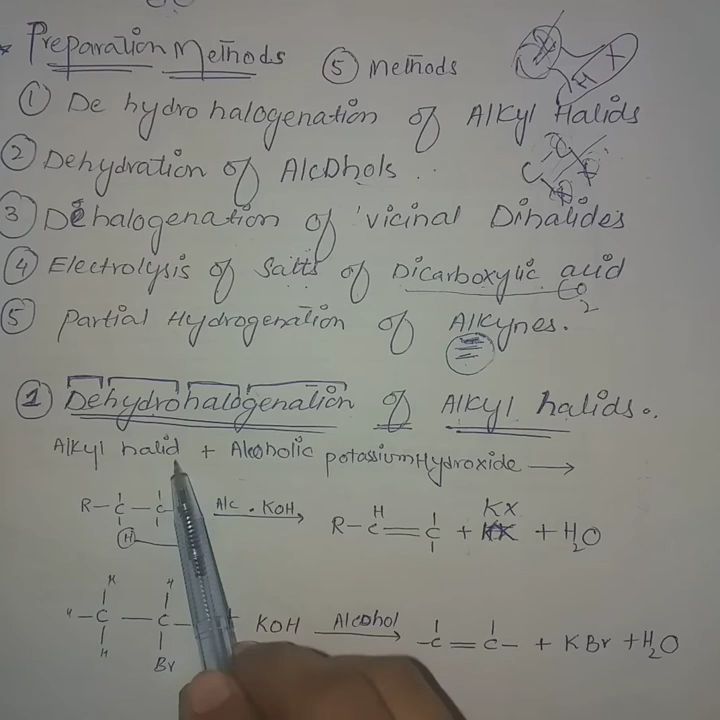 * Preparation Methods ⑤ Methods
① De hydro halogenation of Alkyl Halids
② Dehydration of Alcohols ..
③ Dehalogenation of vicinal Dihalides
④ Electrolysis of Saltts of Dicarboxylic acid
CO2
⑤ Partial Hydrogenation of Alkynes.
① Dehydrohalogenation of Alkyl halids..
Alkyl halid + Alcoholic potassium Hydroxide →
R-C-C Alc. KOH → R-C=C + KX + H2O
H
H
H H
H-C-C- + KOH Alcohol → -C=C- + KBr + H2O
H Br